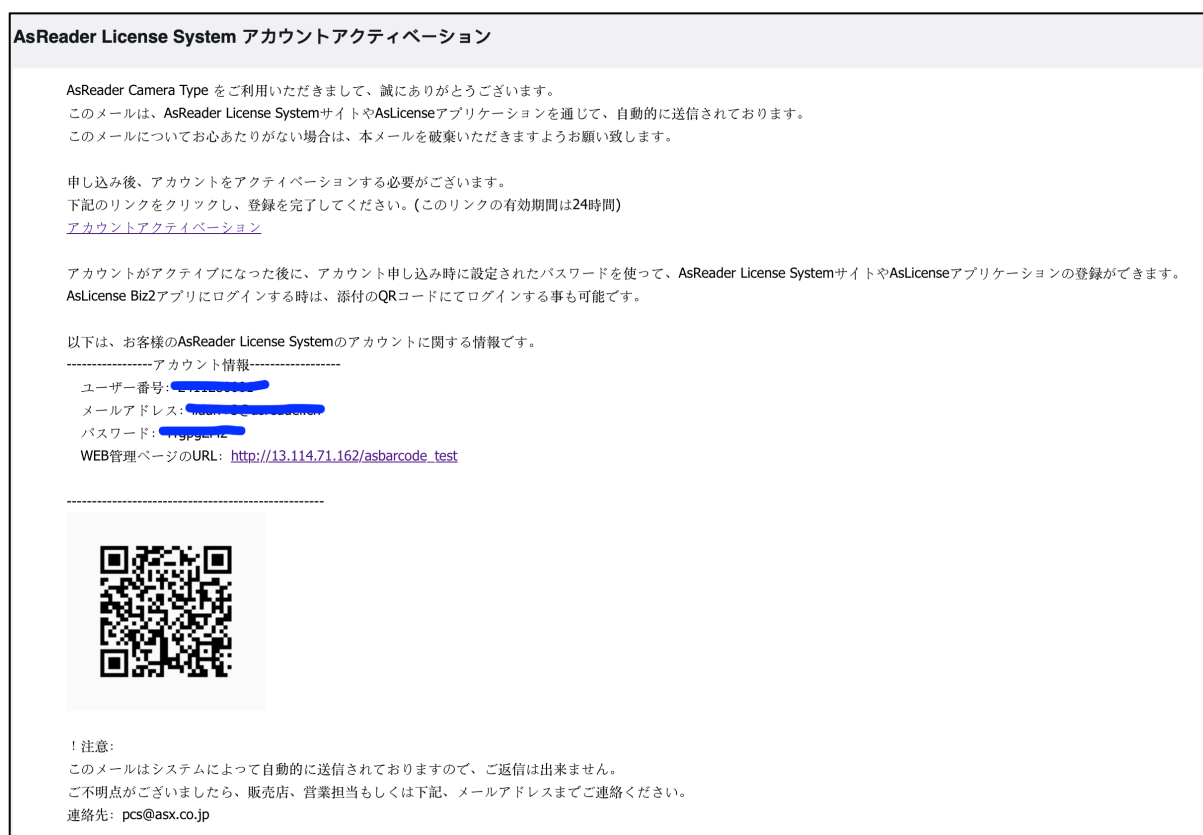 AsReader License System アカウントアクティベーション
AsReader Camera Type をご利用いただきまして、誠にありがとうございます。
このメールは、AsReader License SystemサイトやAsLicenseアプリケーションを通じて、自動的に送信されております。
このメールについてお心あたりがない場合は、本メールを破棄いただきますようお願い致します。
申し込み後、アカウントをアクティベーションする必要がございます。
下記のリンクをクリックし、登録を完了してください。(このリンクの有効期間は24時間)
アカウントアクティベーション
アカウントがアクティブになった後に、アカウント申し込み時に設定されたパスワードを使って、AsReader License SystemサイトやAsLicenseアプリケーションの登録ができます。
AsLicense Biz2アプリにログインする時は、添付のQRコードにてログインする事も可能です。
以下は、お客様のAsReader License Systemのアカウントに関する情報です。
-----------------アカウント情報------------------
ユーザー番号:
メールアドレス:
パスワード:
WEB管理ページのURL: http://13.114.71.162/asbarcode_test
---------------------------------------------------
！注意:
このメールはシステムによって自動的に送信されておりますので、ご返信は出来ません。
ご不明点がございましたら、販売店、営業担当もしくは下記、メールアドレスまでご連絡ください。
連絡先: pcs@asx.co.jp